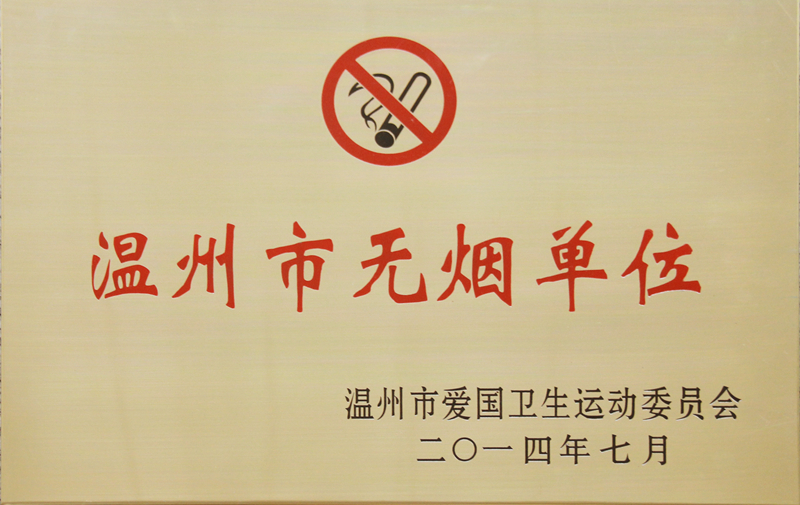 温州市无烟单位
温州市爱国卫生运动委员会
二〇一四年七月